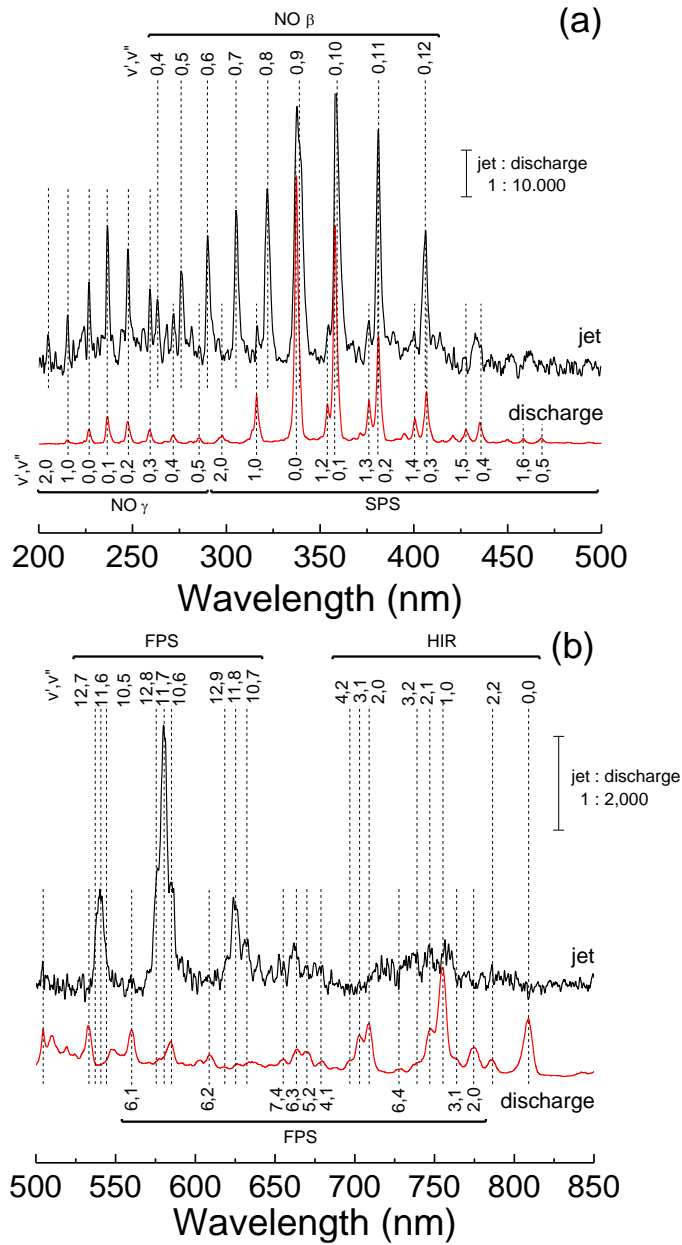 NO β
(a)
v',v"
0,4
0,5
0,6
0,7
0,8
0,9
0,10
0,11
0,12
jet : discharge
1 : 10.000
jet
discharge
v',v"
2,0
1,0
0,0
0,1
0,2
0,3
0,4
0,5
2,0
1,0
0,0
1,2
0,1
1,3
0,2
1,4
0,3
1,5
0,4
1,6
0,5
NO γ
SPS
200 250 300 350 400 450 500
Wavelength (nm)
FPS
HIR
(b)
v',v"
12,7
11,6
10,5
12,8
11,7
10,6
12,9
11,8
10,7
4,2
3,1
2,0
3,2
2,1
1,0
2,2
0,0
jet : discharge
1 : 2,000
jet
6,1
6,2
7,4
6,3
5,2
4,1
6,4
3,1
2,0
discharge
FPS
500 550 600 650 700 750 800 850
Wavelength (nm)